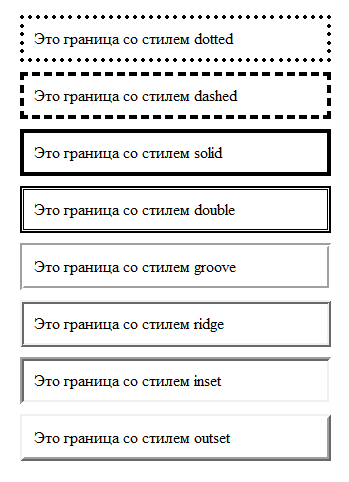 Это граница со стилем dotted
Это граница со стилем dashed
Это граница со стилем solid
Это граница со стилем double
Это граница со стилем groove
Это граница со стилем ridge
Это граница со стилем inset
Это граница со стилем outset